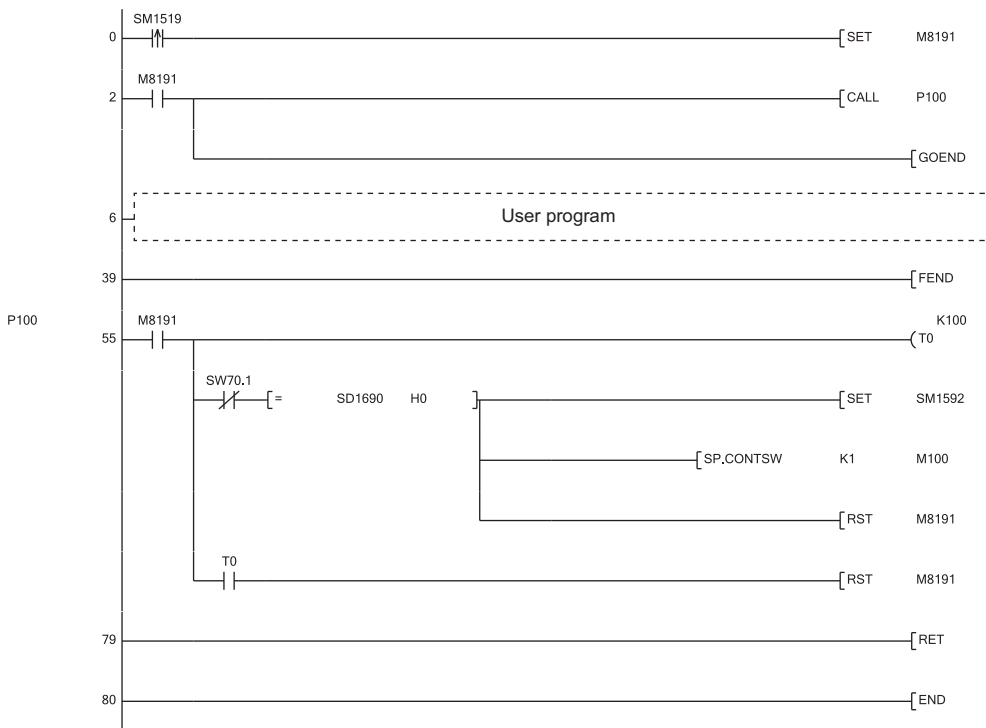 SM1519
0 SET M8191
M8191
2 CALL P100
GOEND
6 User program
39 FEND
P100 M8191 K100
55 T0
SW70.1
= SD1690 H0 SET SM1592
SP.CONTSW K1 M100
RST M8191
T0
RST M8191
79 RET
80 END